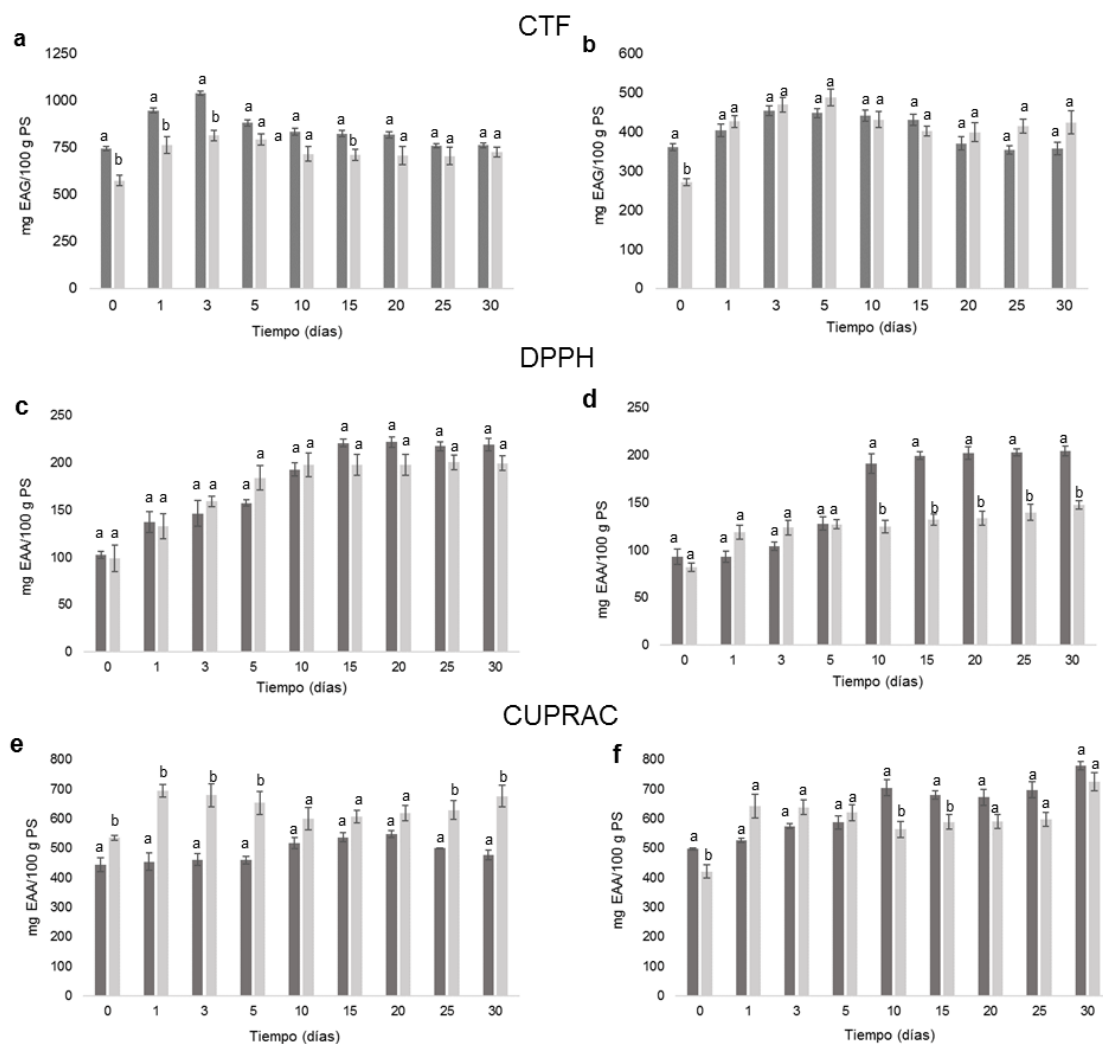 CTF
a
1250
1000
750
500
250
0
mg EAG/100 g PS
a b a b a b a a a a a a b a a a a a a
0 1 3 5 10 15 20 25 30
Tiempo (días)
b
600
500
400
300
200
100
0
mg EAG/100 g PS
a b a a a a a a a a a a a a a a a a
0 1 3 5 10 15 20 25 30
Tiempo (días)
DPPH
c
250
200
150
100
50
0
mg EAA/100 g PS
a a a a a a a a a a a a a a a a a a
0 1 3 5 10 15 20 25 30
Tiempo (días)
d
250
200
150
100
50
0
mg EAA/100 g PS
a a a a a a a a a b a b a b a b a b
0 1 3 5 10 15 20 25 30
Tiempo (días)
CUPRAC
e
800
700
600
500
400
300
200
100
0
mg EAA/100 g PS
a b a b a b a b a a a a a a a b a b
0 1 3 5 10 15 20 25 30
Tiempo (días)
f
800
700
600
500
400
300
200
100
0
mg EAA/100 g PS
a b a a a a a a a b a b a a a a a a
0 1 3 5 10 15 20 25 30
Tiempo (días)